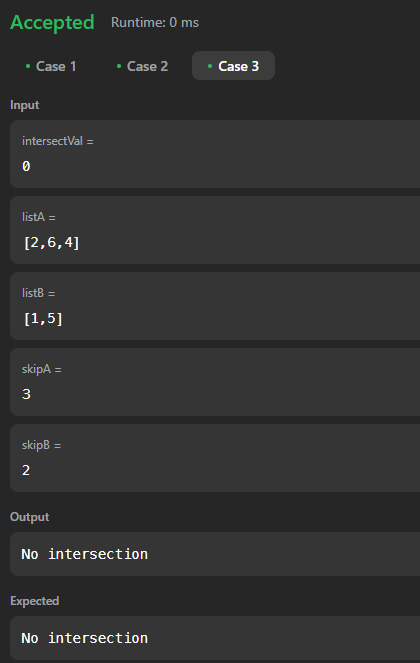 Accepted Runtime: 0 ms
• Case 1 • Case 2 • Case 3
Input
intersectVal =
0
listA =
[2,6,4]
listB =
[1,5]
skipA =
3
skipB =
2
Output
No intersection
Expected
No intersection